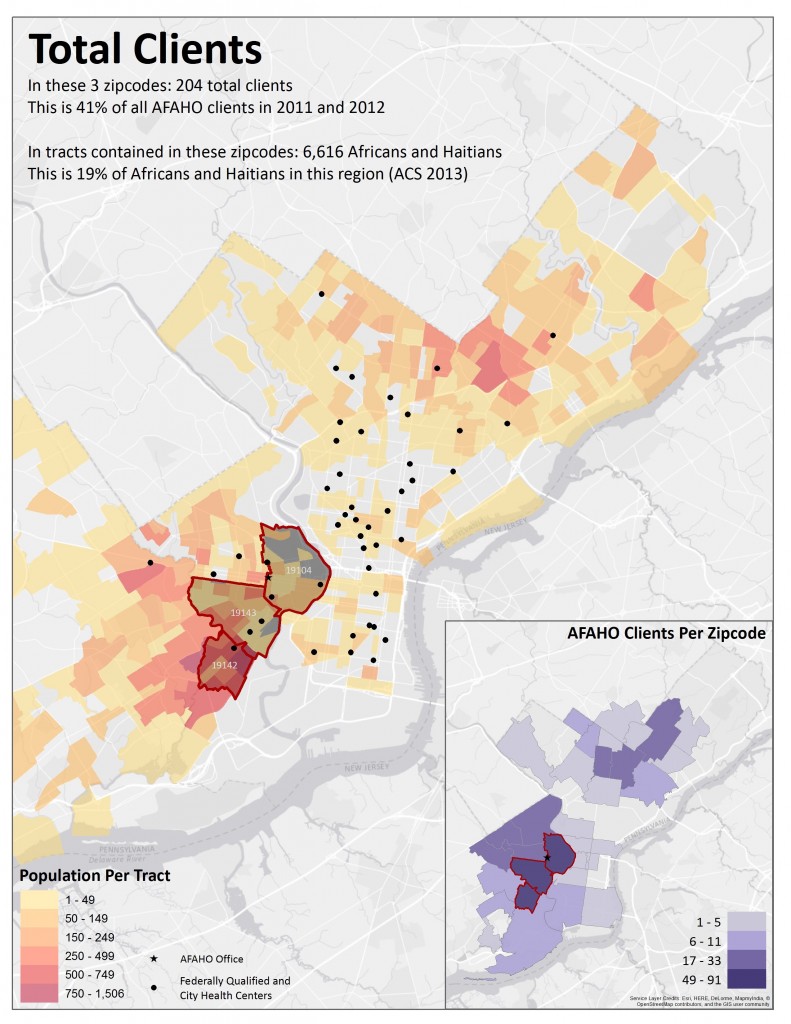 Total Clients
In these 3 zipcodes: 204 total clients
This is 41% of all AFAHO clients in 2011 and 2012
In tracts contained in these zipcodes: 6,616 Africans and Haitians
This is 19% of Africans and Haitians in this region (ACS 2013)
PENNSYLVANIA
NEW JERSEY
19104
19143
19142
NEW JERSEY
PENNSYLVANIA
Delaware River
Population Per Tract
1 - 49
50 - 149
150 - 249
250 - 499
500 - 749
750 - 1,506
AFAHO Office
Federally Qualified and
City Health Centers
AFAHO Clients Per Zipcode
PENNSYLVANIA
1 - 5
6 - 11
17 - 33
49 - 91
Service Layer Credits: Esri, HERE, DeLorme, MapmyIndia, ©
OpenStreetMap contributors, and the GIS user community